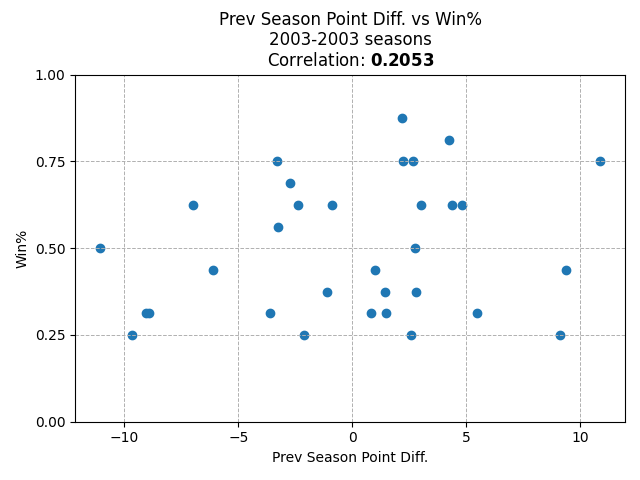 Prev Season Point Diff. vs Win%
2003-2003 seasons
Correlation: 0.2053
1.00
0.75
0.50
0.25
0.00
Win%
−10
−5
0
5
10
Prev Season Point Diff.